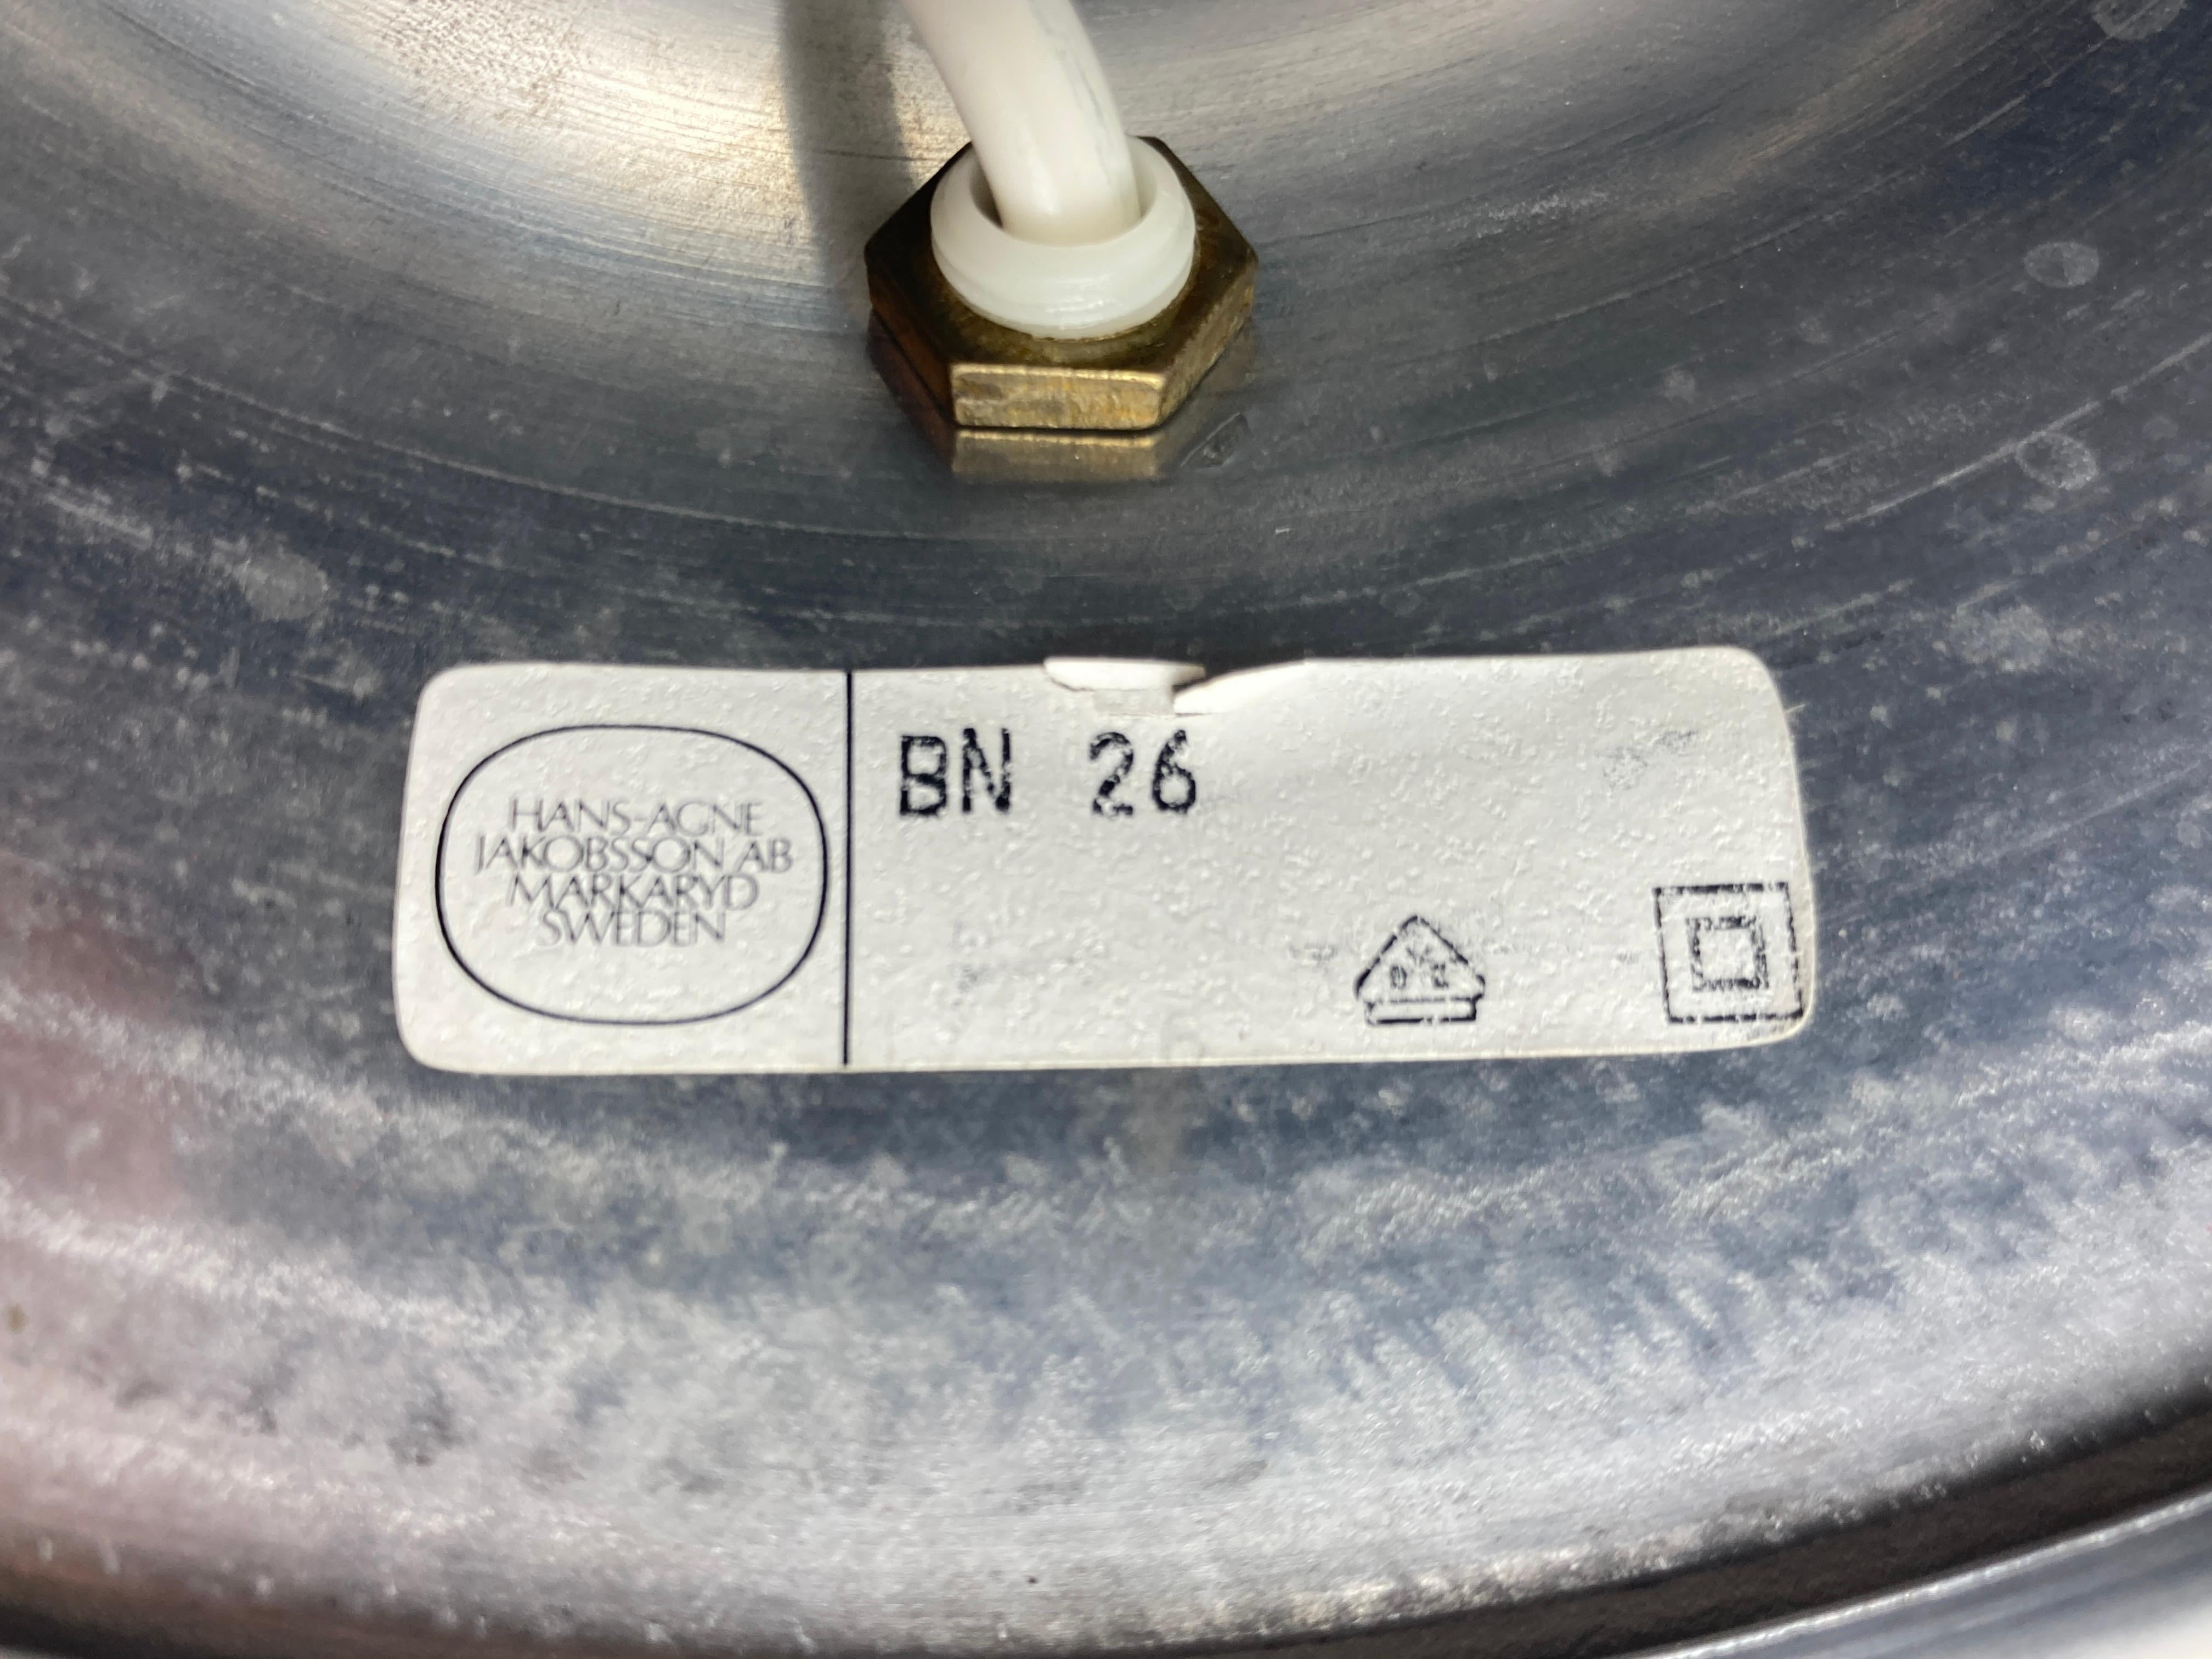 HANS-AGNE
JAKOBSSON AB
MARKARYD
SWEDEN
BN 26